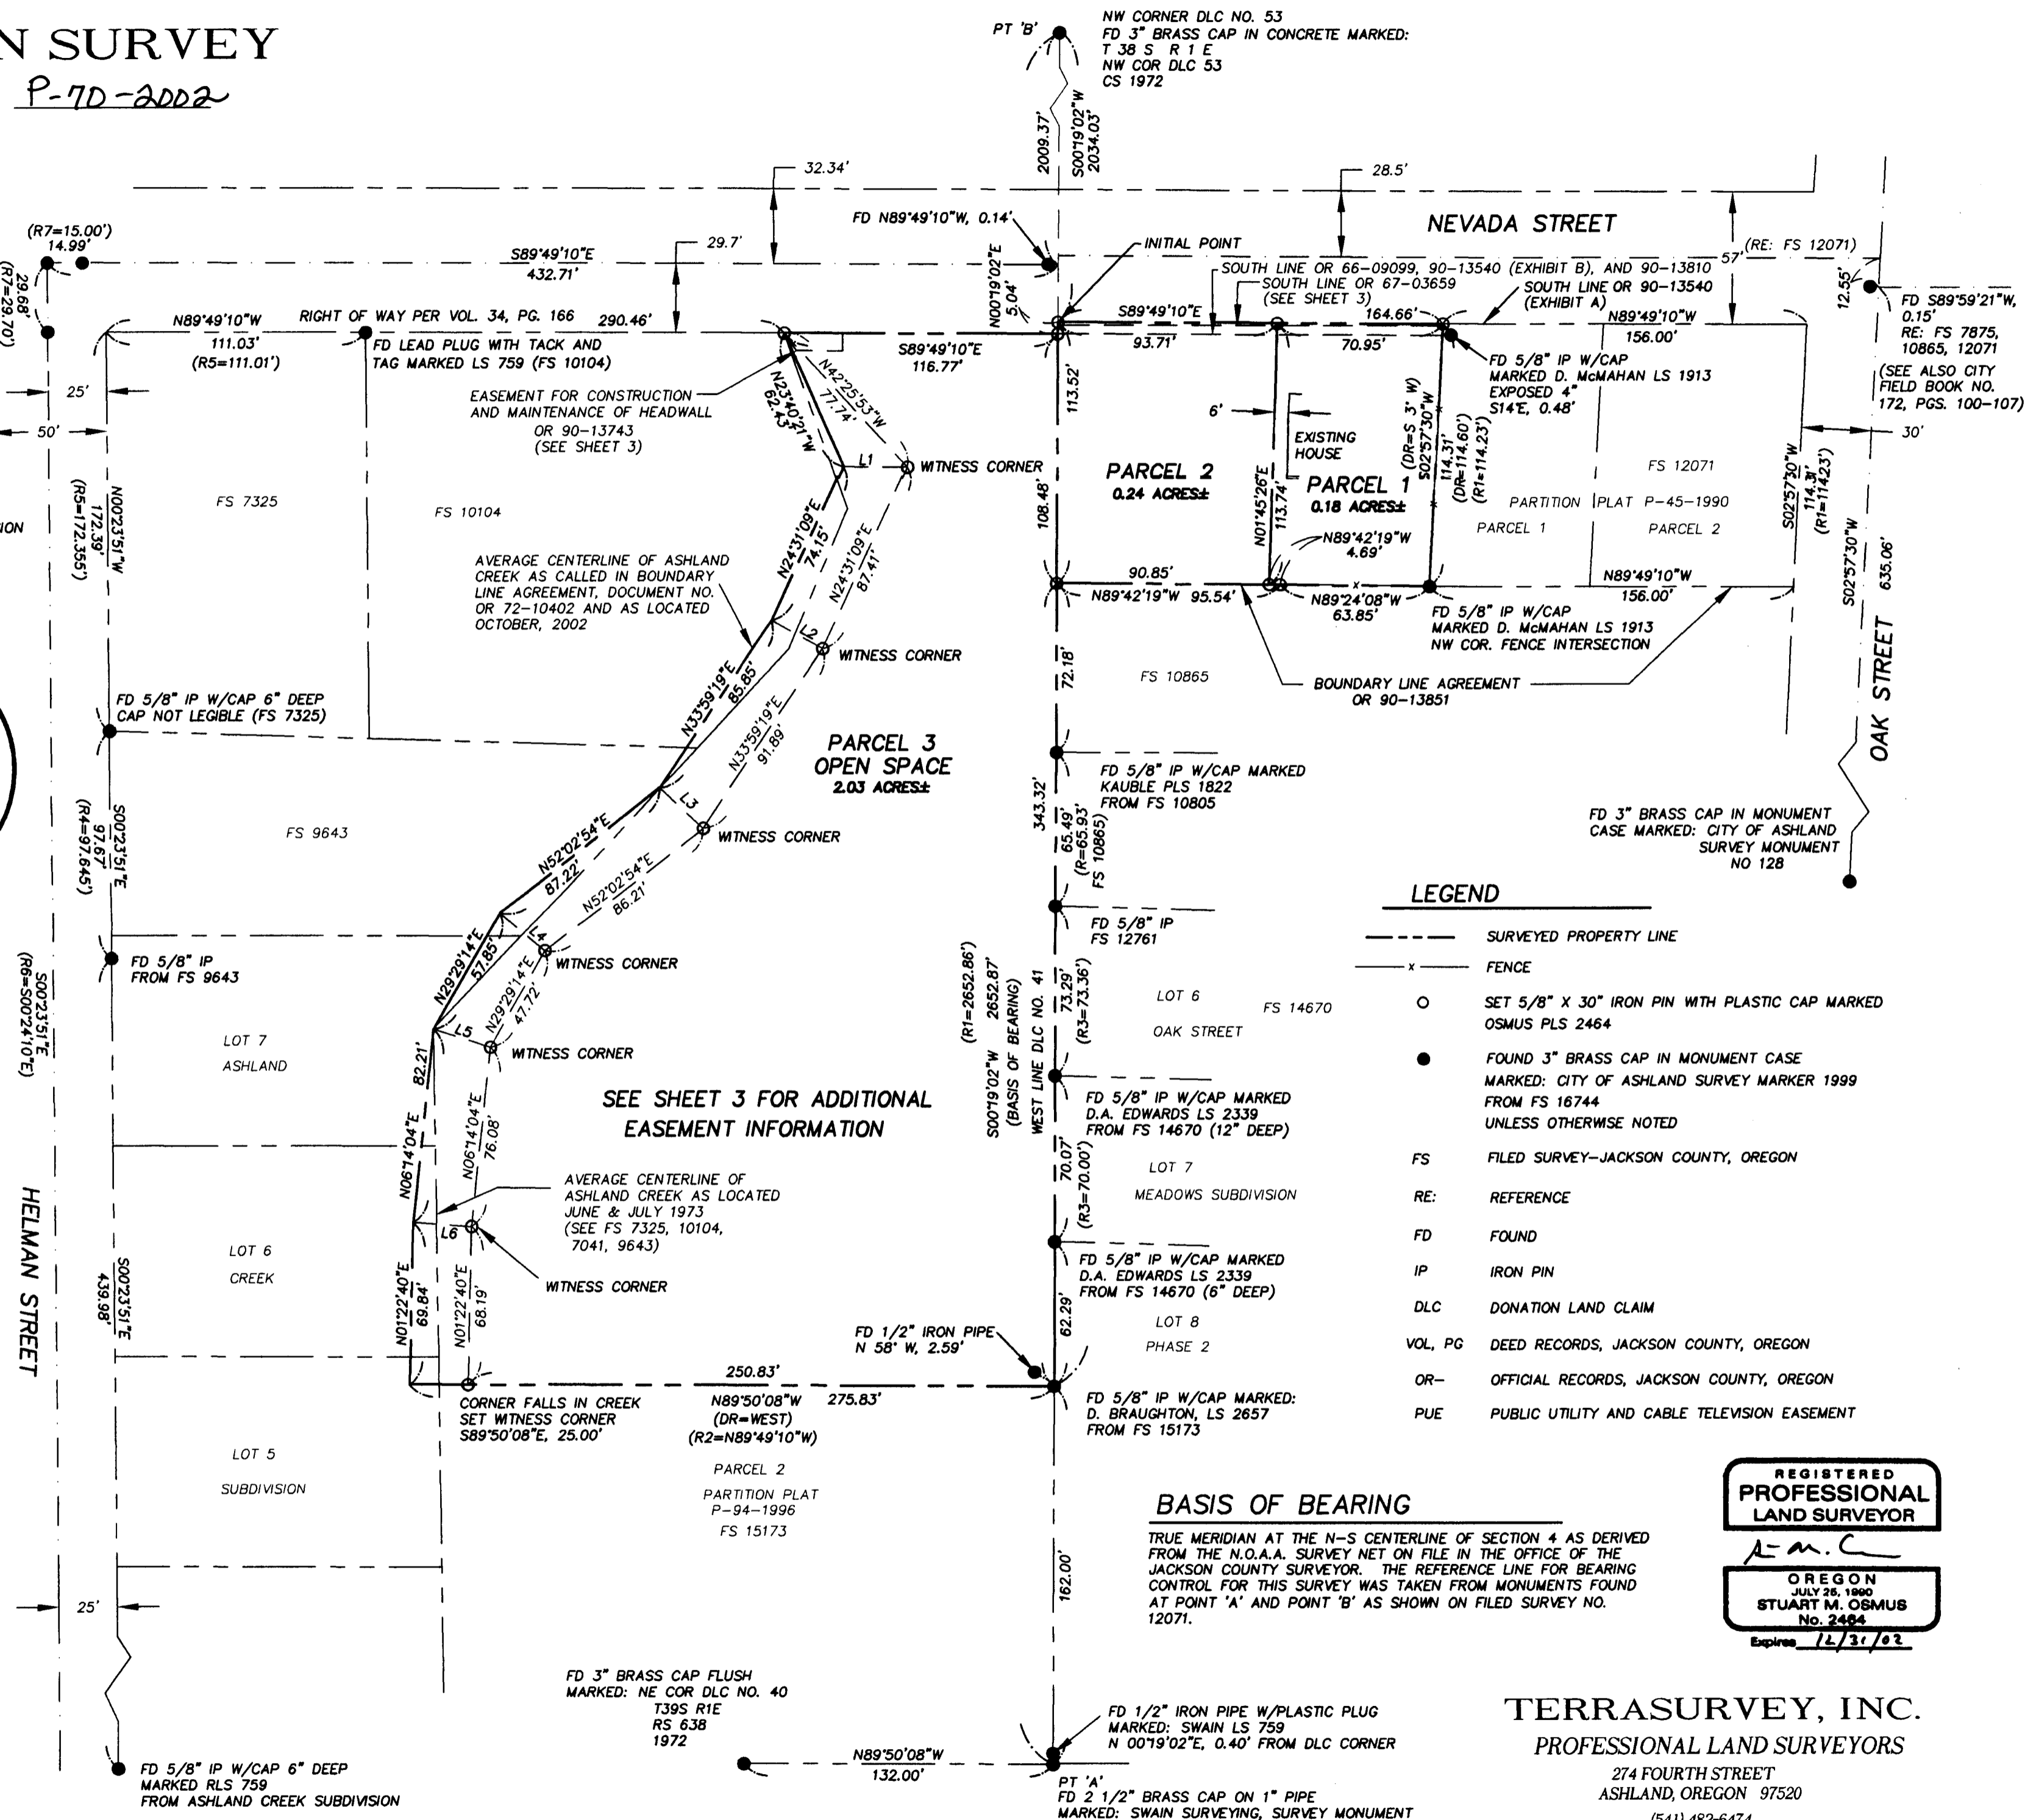 N SURVEY
P-70-2002
PT 'B'
NW CORNER DLC NO. 53
FD 3" BRASS CAP IN CONCRETE MARKED:
T 38 S R 1 E
NW COR DLC 53
CS 1972
2009.37'
S00°19'02"W
2034.03'
32.34'
28.5'
FD N89°49'10"W, 0.14'
NEVADA STREET
(RE: FS 12071)
57'
(R7=15.00')
14.99'
29.68'
(R7=29.70')
S89°49'10"E
432.71'
29.7'
N00°19'02"E
5.04'
INITIAL POINT
SOUTH LINE OR 66-09099, 90-13540 (EXHIBIT B), AND 90-13810
SOUTH LINE OR 67-03659
(SEE SHEET 3)
SOUTH LINE OR 90-13540
(EXHIBIT A)
12.55'
FD S89°59'21"W,
0.15'
RE: FS 7875,
10865, 12071
(SEE ALSO CITY
FIELD BOOK NO.
172, PGS. 100-107)
N89°49'10"W
111.03'
(R5=111.01')
RIGHT OF WAY PER VOL. 34, PG. 166
290.46'
FD LEAD PLUG WITH TACK AND
TAG MARKED LS 759 (FS 10104)
S89°49'10"E
116.77'
S89°49'10"E
164.66'
93.71'
70.95'
N89°49'10"W
156.00'
FD 5/8" IP W/CAP
MARKED D. McMAHAN LS 1913
EXPOSED 4"
S14°E, 0.48'
25'
50'
EASEMENT FOR CONSTRUCTION
AND MAINTENANCE OF HEADWALL
OR 90-13743
(SEE SHEET 3)
N23°40'21"W
62.43'
N42°25'53"W
77.74'
113.52'
6'
EXISTING
HOUSE
(DR=S 3° W)
S02°57'30"W
114.31'
(DR=114.60')
(R1=114.23')
30'
L1
WITNESS CORNER
PARCEL 2
0.24 ACRES±
PARCEL 1
0.18 ACRES±
FS 12071
PARTITION PLAT P-45-1990
PARCEL 1
PARCEL 2
S02°57'30"W
114.31'
(R1=114.23')
ION
N00°23'51"W
172.39'
(R5=172.355')
FS 7325
FS 10104
N24°31'09"E
74.15'
N24°31'09"E
87.41'
108.48'
N01°45'26"E
113.74'
N89°42'19"W
4.69'
S02°57'30"W 635.06'
OAK STREET
AVERAGE CENTERLINE OF ASHLAND
CREEK AS CALLED IN BOUNDARY
LINE AGREEMENT, DOCUMENT NO.
OR 72-10402 AND AS LOCATED
OCTOBER, 2002
90.85'
N89°42'19"W 95.54'
N89°24'08"W
63.85'
N89°49'10"W
156.00'
FD 5/8" IP W/CAP
MARKED D. McMAHAN LS 1913
NW COR. FENCE INTERSECTION
L2
WITNESS CORNER
N33°59'19"E
85.85'
N33°59'19"E
91.89'
72.18'
FS 10865
BOUNDARY LINE AGREEMENT
OR 90-13851
FD 5/8" IP W/CAP 6" DEEP
CAP NOT LEGIBLE (FS 7325)
PARCEL 3
OPEN SPACE
2.03 ACRES±
FD 5/8" IP W/CAP MARKED
KAUBLE PLS 1822
FROM FS 10805
S00°23'51"E
97.67'
(R4=97.645')
FS 9643
L3
WITNESS CORNER
343.32'
65.49'
(R=65.93'
FS 10865)
FD 3" BRASS CAP IN MONUMENT
CASE MARKED: CITY OF ASHLAND
SURVEY MONUMENT
NO 128
N52°02'54"E
87.22'
N52°02'54"E
86.21'
LEGEND
SURVEYED PROPERTY LINE
x FENCE
SET 5/8" X 30" IRON PIN WITH PLASTIC CAP MARKED
OSMUS PLS 2464
FOUND 3" BRASS CAP IN MONUMENT CASE
MARKED: CITY OF ASHLAND SURVEY MARKER 1999
FROM FS 16744
UNLESS OTHERWISE NOTED
FS FILED SURVEY-JACKSON COUNTY, OREGON
RE: REFERENCE
FD FOUND
IP IRON PIN
DLC DONATION LAND CLAIM
VOL, PG DEED RECORDS, JACKSON COUNTY, OREGON
OR- OFFICIAL RECORDS, JACKSON COUNTY, OREGON
PUE PUBLIC UTILITY AND CABLE TELEVISION EASEMENT
FD 5/8" IP
FS 12761
FD 5/8" IP
FROM FS 9643
S00°23'51"E
(R6=S00°24'10"E)
L4
WITNESS CORNER
N29°29'14"E
57.85'
N29°29'14"E
47.72'
(R1=2652.86')
S00°19'02"W 2652.87'
(BASIS OF BEARING)
WEST LINE DLC NO. 41
73.29'
(R3=73.36')
LOT 6
OAK STREET
FS 14670
LOT 7
ASHLAND
L5
WITNESS CORNER
82.21'
N06°14'04"E
N06°14'04"E
76.08'
SEE SHEET 3 FOR ADDITIONAL
EASEMENT INFORMATION
FD 5/8" IP W/CAP MARKED
D.A. EDWARDS LS 2339
FROM FS 14670 (12" DEEP)
70.07'
(R3=70.00')
LOT 7
MEADOWS SUBDIVISION
AVERAGE CENTERLINE OF
ASHLAND CREEK AS LOCATED
JUNE & JULY 1973
(SEE FS 7325, 10104,
7041, 9643)
HELMAN STREET
LOT 6
CREEK
L6
WITNESS CORNER
S00°23'51"E
439.98'
N01°22'40"E
69.84'
N01°22'40"E
68.19'
FD 5/8" IP W/CAP MARKED
D.A. EDWARDS LS 2339
FROM FS 14670 (6" DEEP)
62.29'
LOT 8
PHASE 2
FD 1/2" IRON PIPE
N 58° W, 2.59'
250.83'
N89°50'08"W 275.83'
(DR=WEST)
(R2=N89°49'10"W)
CORNER FALLS IN CREEK
SET WITNESS CORNER
S89°50'08"E, 25.00'
FD 5/8" IP W/CAP MARKED:
D. BRAUGHTON, LS 2657
FROM FS 15173
LOT 5
SUBDIVISION
PARCEL 2
PARTITION PLAT
P-94-1996
FS 15173
162.00'
BASIS OF BEARING
TRUE MERIDIAN AT THE N-S CENTERLINE OF SECTION 4 AS DERIVED
FROM THE N.O.A.A. SURVEY NET ON FILE IN THE OFFICE OF THE
JACKSON COUNTY SURVEYOR. THE REFERENCE LINE FOR BEARING
CONTROL FOR THIS SURVEY WAS TAKEN FROM MONUMENTS FOUND
AT POINT 'A' AND POINT 'B' AS SHOWN ON FILED SURVEY NO.
12071.
REGISTERED
PROFESSIONAL
LAND SURVEYOR
OREGON
JULY 25, 1990
STUART M. OSMUS
No. 2464
Expires 12/31/02
25'
FD 3" BRASS CAP FLUSH
MARKED: NE COR DLC NO. 40
T39S R1E
RS 638
1972
N89°50'08"W
132.00'
FD 1/2" IRON PIPE W/PLASTIC PLUG
MARKED: SWAIN LS 759
N 00°19'02"E, 0.40' FROM DLC CORNER
PT 'A'
FD 2 1/2" BRASS CAP ON 1" PIPE
MARKED: SWAIN SURVEYING, SURVEY MONUMENT
FD 5/8" IP W/CAP 6" DEEP
MARKED RLS 759
FROM ASHLAND CREEK SUBDIVISION
TERRASURVEY, INC.
PROFESSIONAL LAND SURVEYORS
274 FOURTH STREET
ASHLAND, OREGON 97520
(541) 482-6474